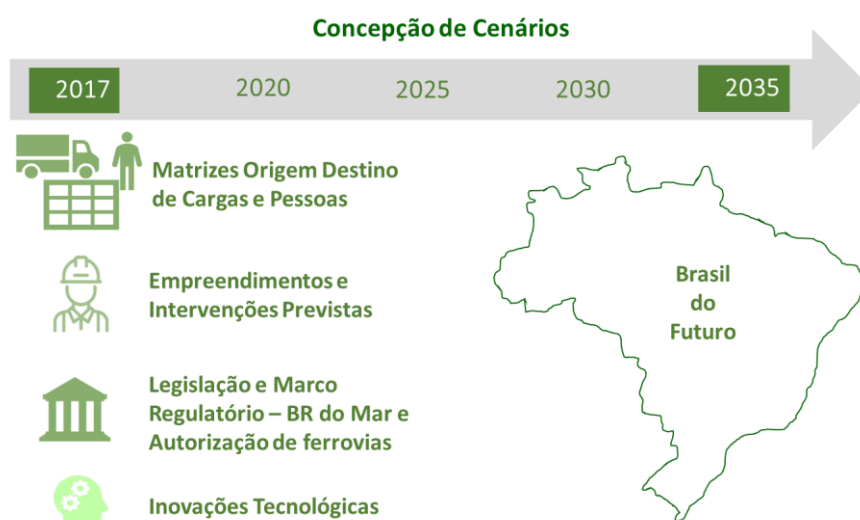 Concepção de Cenários
2017 2020 2025 2030 2035
Matrizes Origem Destino
de Cargas e Pessoas
Empreendimentos e
Intervenções Previstas
Legislação e Marco
Regulatório – BR do Mar e
Autorização de ferrovias
Inovações Tecnológicas
Brasil
do
Futuro